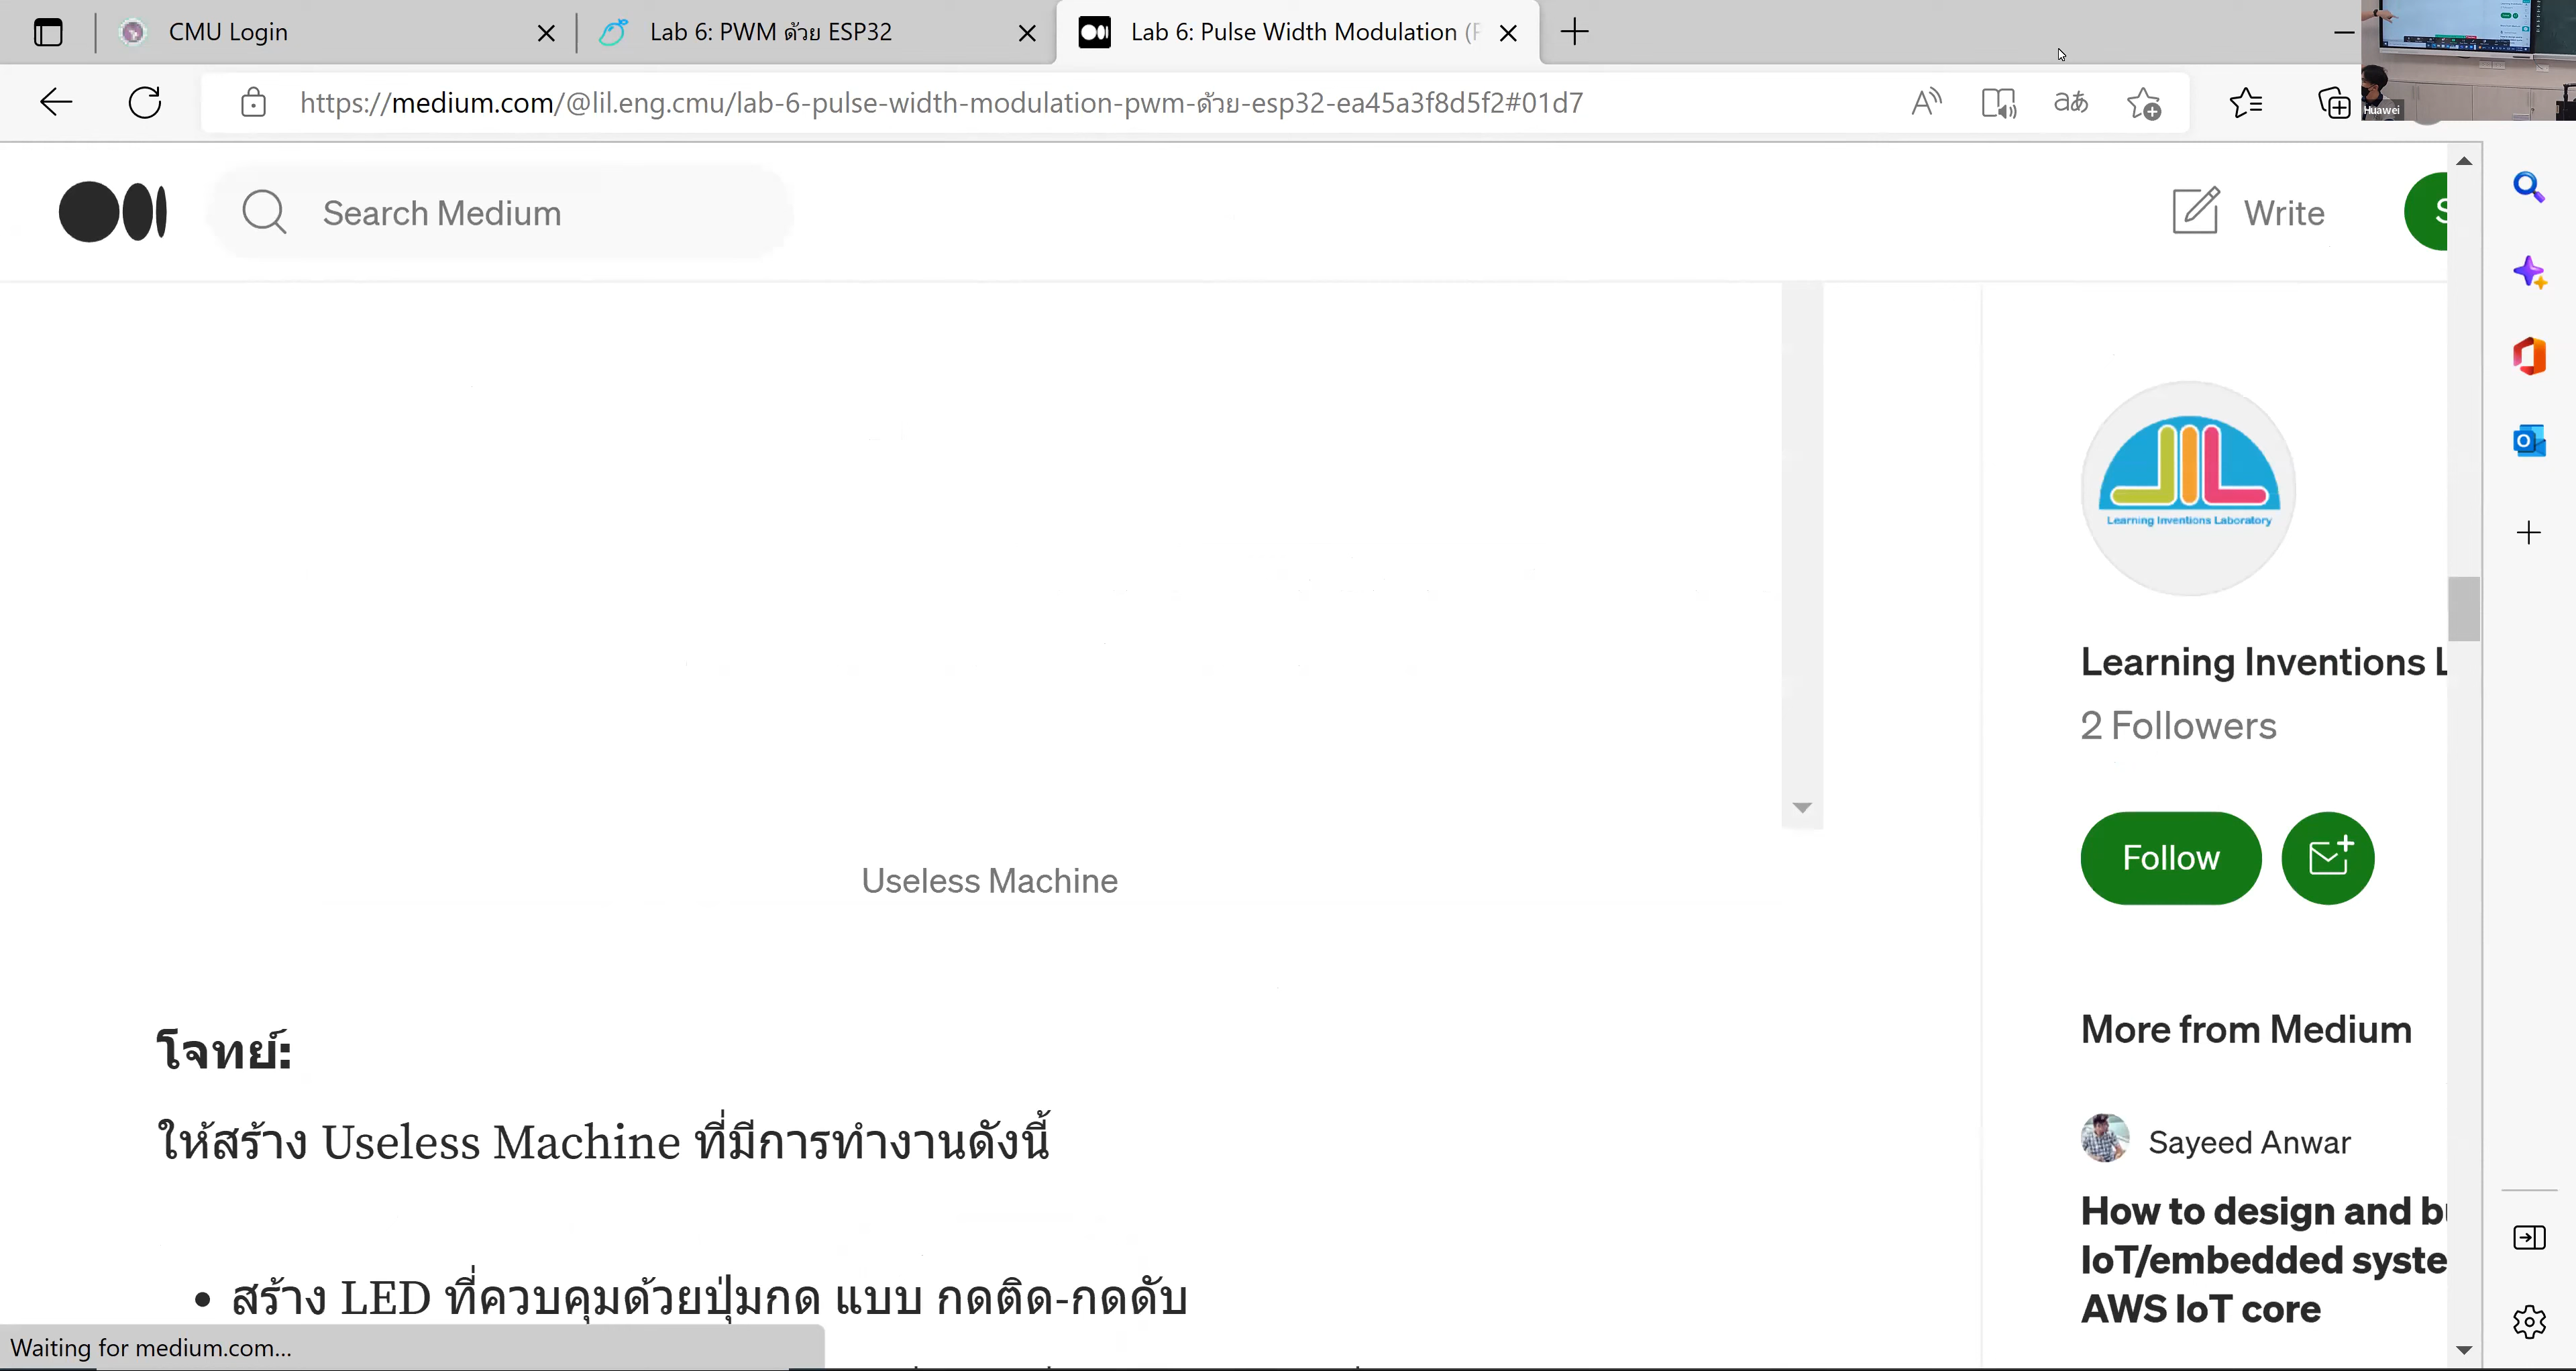 CMU Login
Lab 6: PWM ด้วย ESP32
Lab 6: Pulse Width Modulation (P
https://medium.com/@lil.eng.cmu/lab-6-pulse-width-modulation-pwm-ด้วย-esp32-ea45a3f8d5f2#01d7
Huawei
Search Medium
Write
S
Learning Inventions Laboratory
Learning Inventions L
2 Followers
Follow
Useless Machine
More from Medium
โจทย์:
ให้สร้าง Useless Machine ที่มีการทำงานดังนี้
Sayeed Anwar
How to design and bu
IoT/embedded syste
AWS IoT core
• สร้าง LED ที่ควบคุมด้วยปุ่มกด แบบ กดติด-กดดับ
Waiting for medium.com...